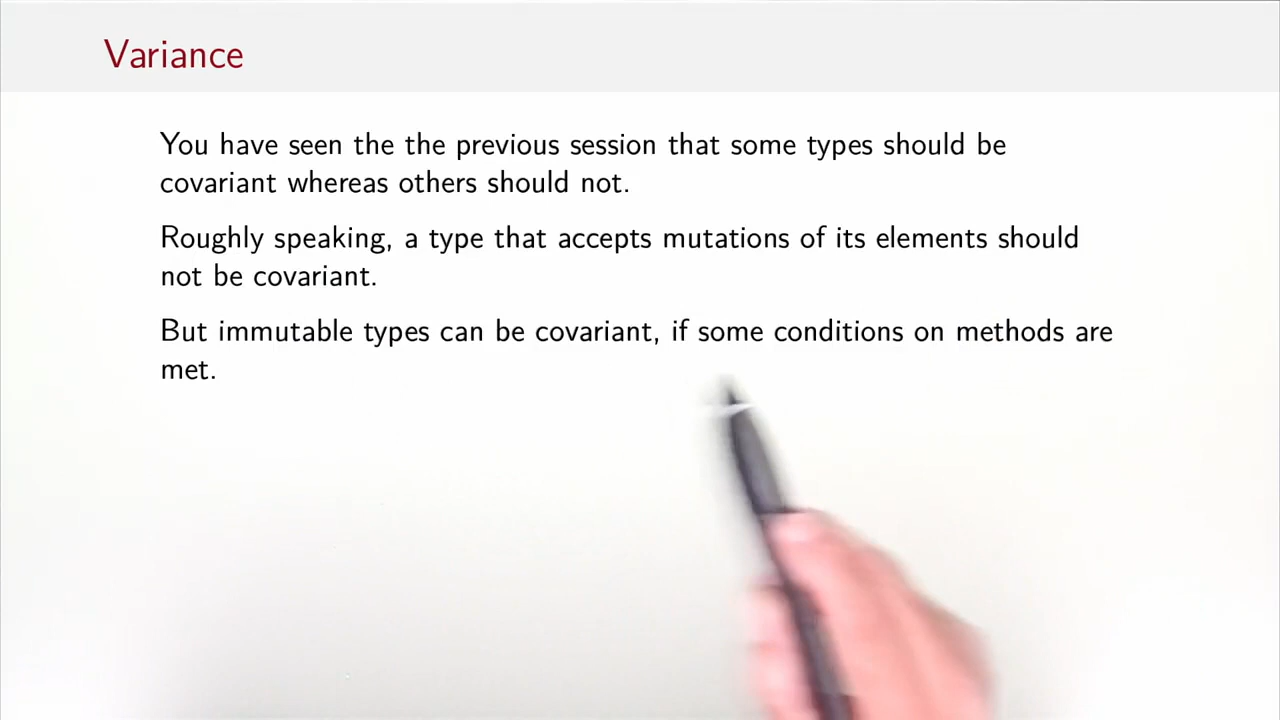 Variance
You have seen the the previous session that some types should be
covariant whereas others should not.
Roughly speaking, a type that accepts mutations of its elements should
not be covariant.
But immutable types can be covariant, if some conditions on methods are
met.